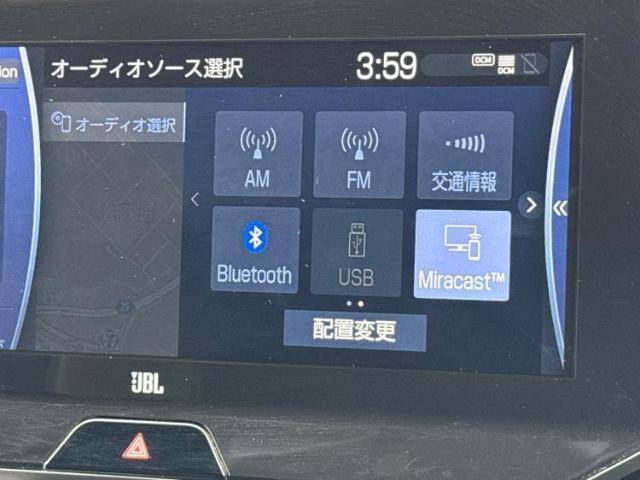 ion
オーディオソース選択
3:59
DCM
DCM
オーディオ選択
AM
FM
交通情報
Bluetooth
USB
Miracast™
配置変更
JBL